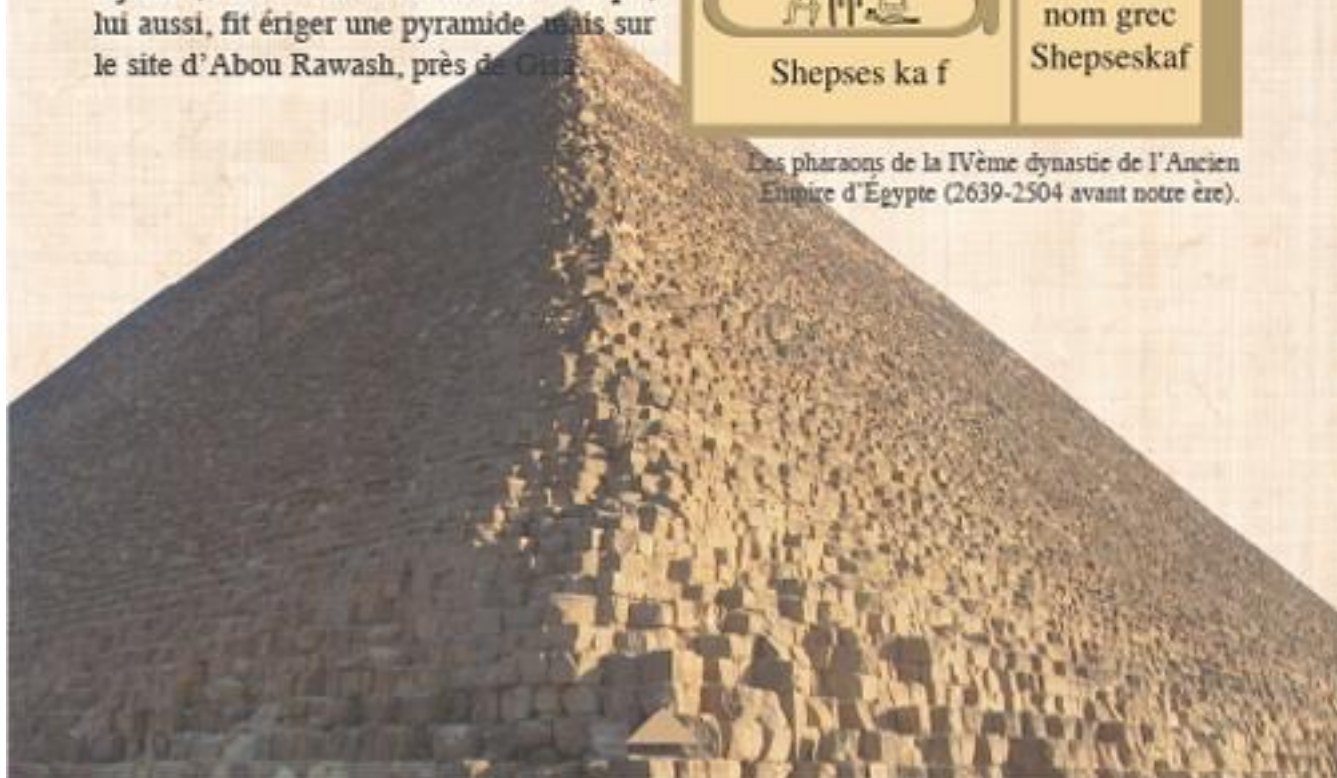 lui aussi, fit ériger une pyramide, mais sur
le site d'Abou Rawash, près de Giza.
Shepses ka f
nom grec
Shepseskaf
Les pharaons de la IVème dynastie de l'Ancien
Empire d'Égypte (2639-2504 avant notre ère).